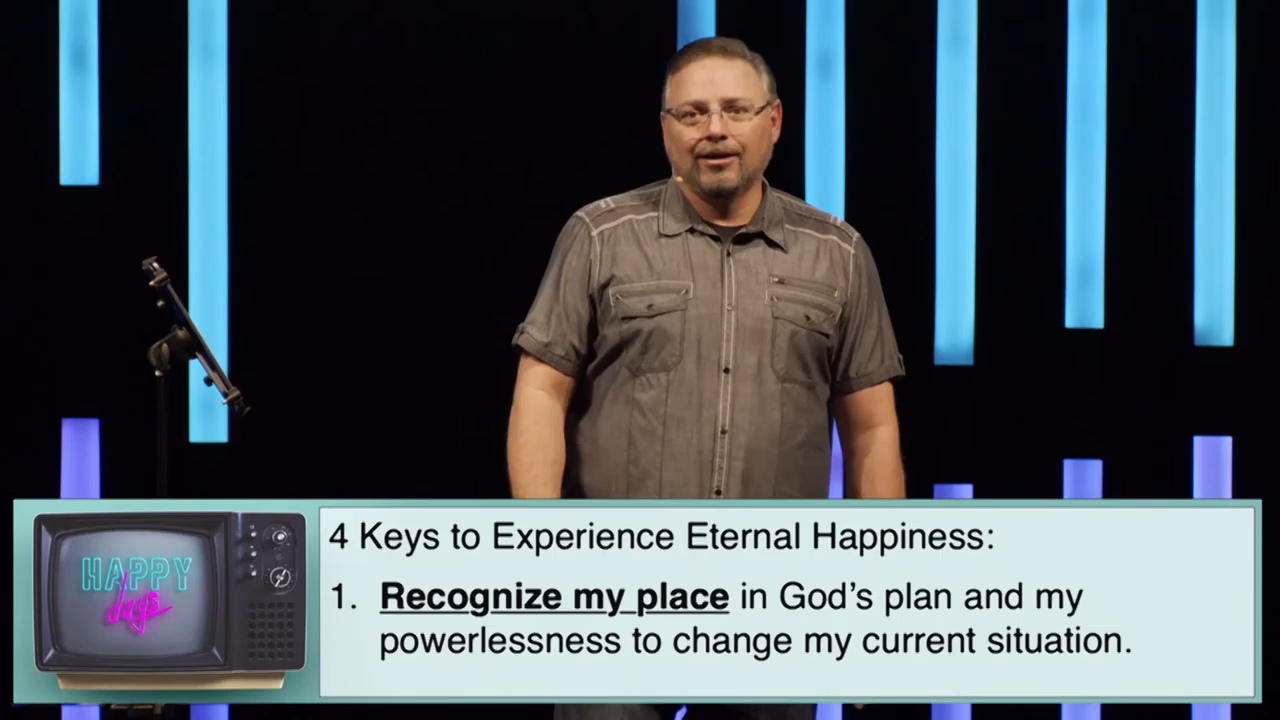 HAPPY
days
4 Keys to Experience Eternal Happiness:
1. Recognize my place in God's plan and my
powerlessness to change my current situation.